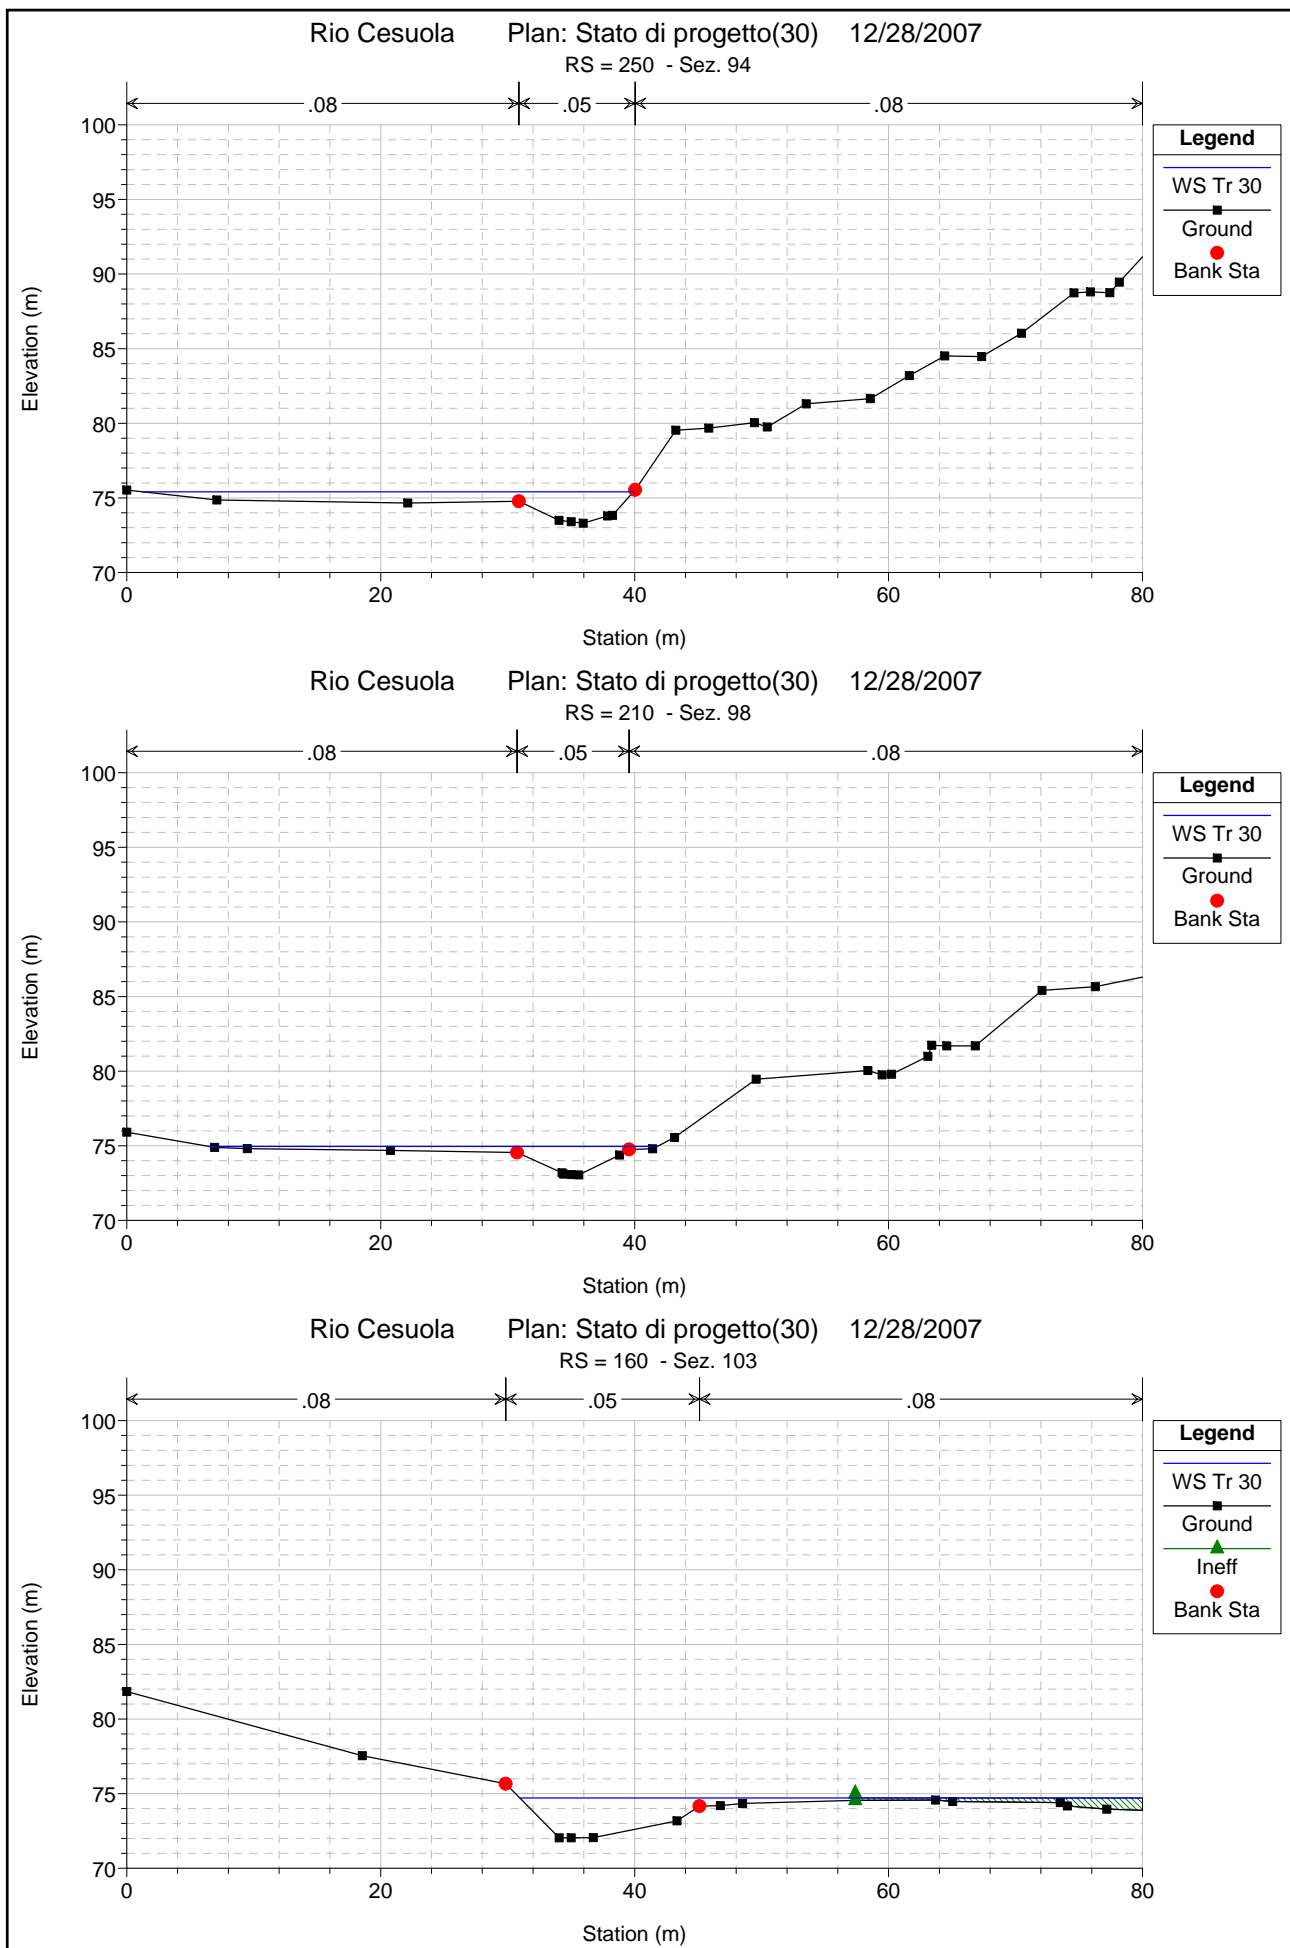 Rio Cesuola Plan: Stato di progetto(30) 12/28/2007
RS = 250 - Sez. 94
.08 .05 .08
100
95
90
85
80
75
70
0 20 40 60 80
Station (m)
Elevation (m)
Legend
WS Tr 30
Ground
Bank Sta
Rio Cesuola Plan: Stato di progetto(30) 12/28/2007
RS = 210 - Sez. 98
.08 .05 .08
100
95
90
85
80
75
70
0 20 40 60 80
Station (m)
Elevation (m)
Legend
WS Tr 30
Ground
Bank Sta
Rio Cesuola Plan: Stato di progetto(30) 12/28/2007
RS = 160 - Sez. 103
.08 .05 .08
100
95
90
85
80
75
70
0 20 40 60 80
Station (m)
Elevation (m)
Legend
WS Tr 30
Ground
Ineff
Bank Sta